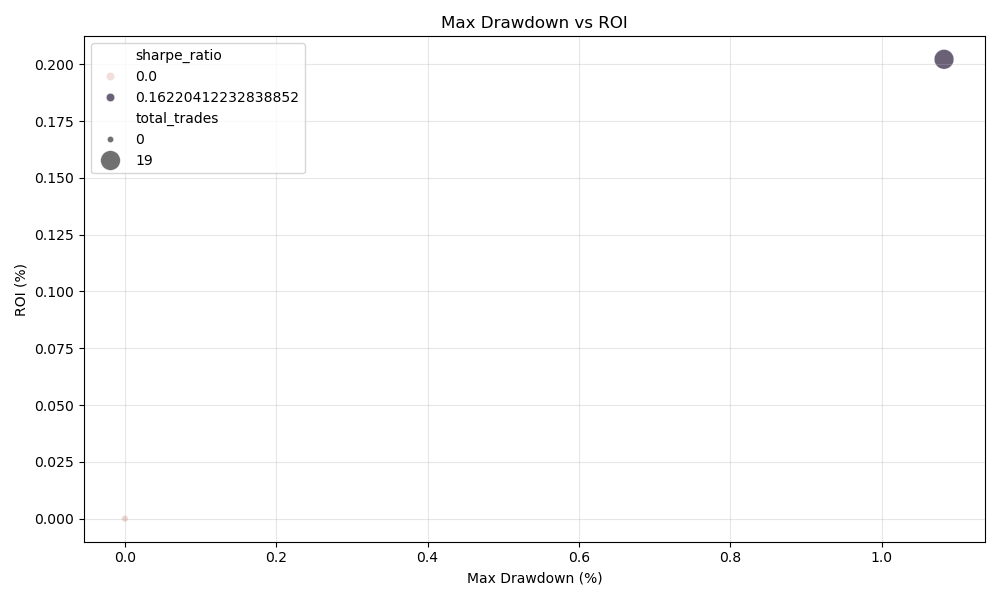 Max Drawdown vs ROI
sharpe_ratio
0.0
0.16220412232838852
total_trades
0
19
0.200
0.175
0.150
0.125
0.100
0.075
0.050
0.025
0.000
ROI (%)
0.0 0.2 0.4 0.6 0.8 1.0
Max Drawdown (%)